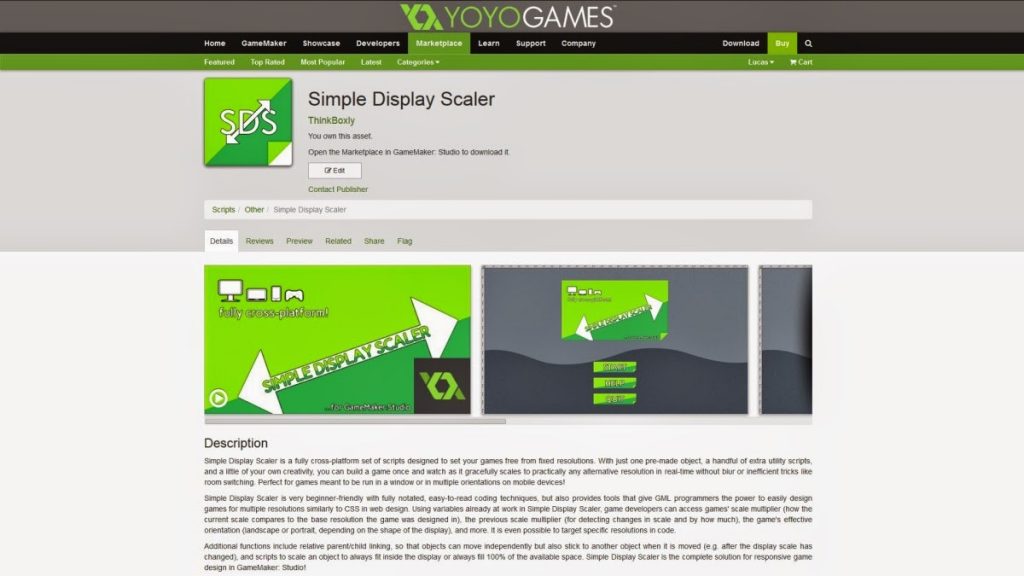 YOYOGAMES™
Home GameMaker Showcase Developers Marketplace Learn Support Company Download Buy
Featured Top Rated Most Popular Latest Categories Lucas Cart
SDS
Simple Display Scaler
ThinkBoxly
You own this asset.
Open the Marketplace in GameMaker: Studio to download it.
Edit
Contact Publisher
Scripts / Other / Simple Display Scaler
Details Reviews Preview Related Share Flag
fully cross-platform!
SIMPLE DISPLAY SCALER
...for GameMaker: Studio
fully cross-platform!
SIMPLE DISPLAY SCALER
START
HELP
QUIT
Description
Simple Display Scaler is a fully cross-platform set of scripts designed to set your games free from fixed resolutions. With just one pre-made object, a handful of extra utility scripts,
and a little of your own creativity, you can build a game once and watch as it gracefully scales to practically any alternative resolution in real-time without blur or inefficient tricks like
room switching. Perfect for games meant to be run in a window or in multiple orientations on mobile devices!
Simple Display Scaler is very beginner-friendly with fully notated, easy-to-read coding techniques, but also provides tools that give GML programmers the power to easily design
games for multiple resolutions similarly to CSS in web design. Using variables already at work in Simple Display Scaler, game developers can access games' scale multiplier (how the
current scale compares to the base resolution the game was designed in), the previous scale multiplier (for detecting changes in scale and by how much), the game's effective
orientation (landscape or portrait, depending on the shape of the display), and more. It is even possible to target specific resolutions in code.
Additional functions include relative parent/child linking, so that objects can move independently but also stick to another object when it is moved (e.g. after the display scale has
changed), and scripts to scale an object to always fit inside the display or always fill 100% of the available space. Simple Display Scaler is the complete solution for responsive game
design in GameMaker: Studio!